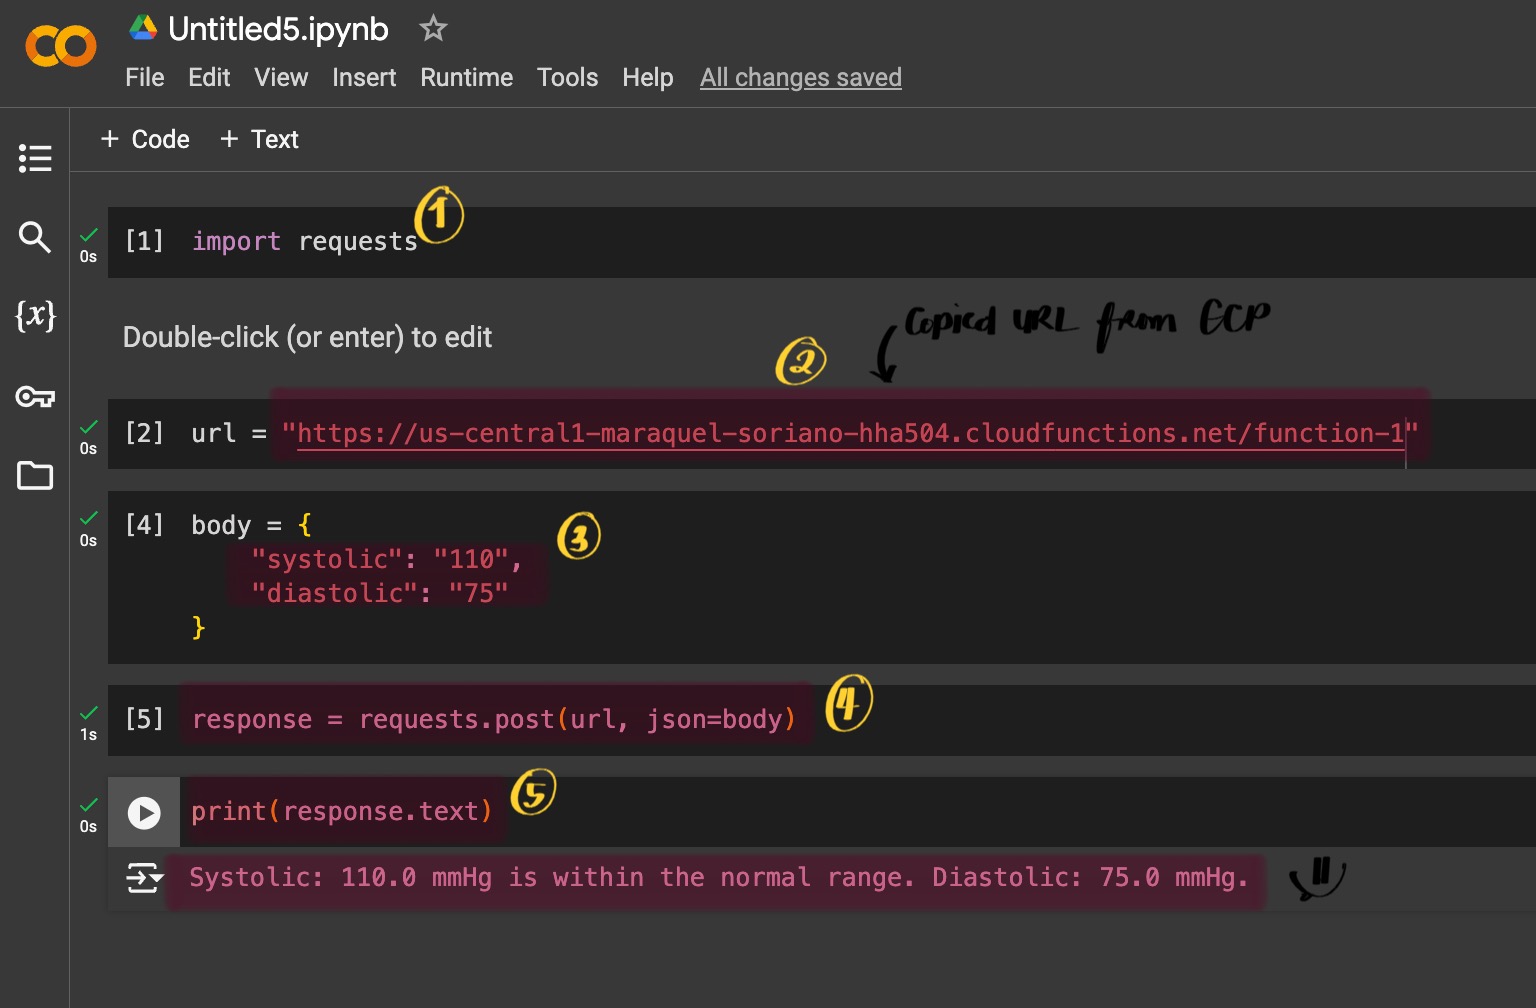 Untitled5.ipynb
File Edit View Insert Runtime Tools Help All changes saved
+ Code + Text
1
[1] import requests
0s
Double-click (or enter) to edit
Copied URL from GCP
2
[2] url = "https://us-central1-maraquel-soriano-hha504.cloudfunctions.net/function-1"
0s
[4] body = {
3
0s
"systolic": "110",
"diastolic": "75"
}
4
[5] response = requests.post(url, json=body)
1s
5
print(response.text)
0s
Systolic: 110.0 mmHg is within the normal range. Diastolic: 75.0 mmHg.